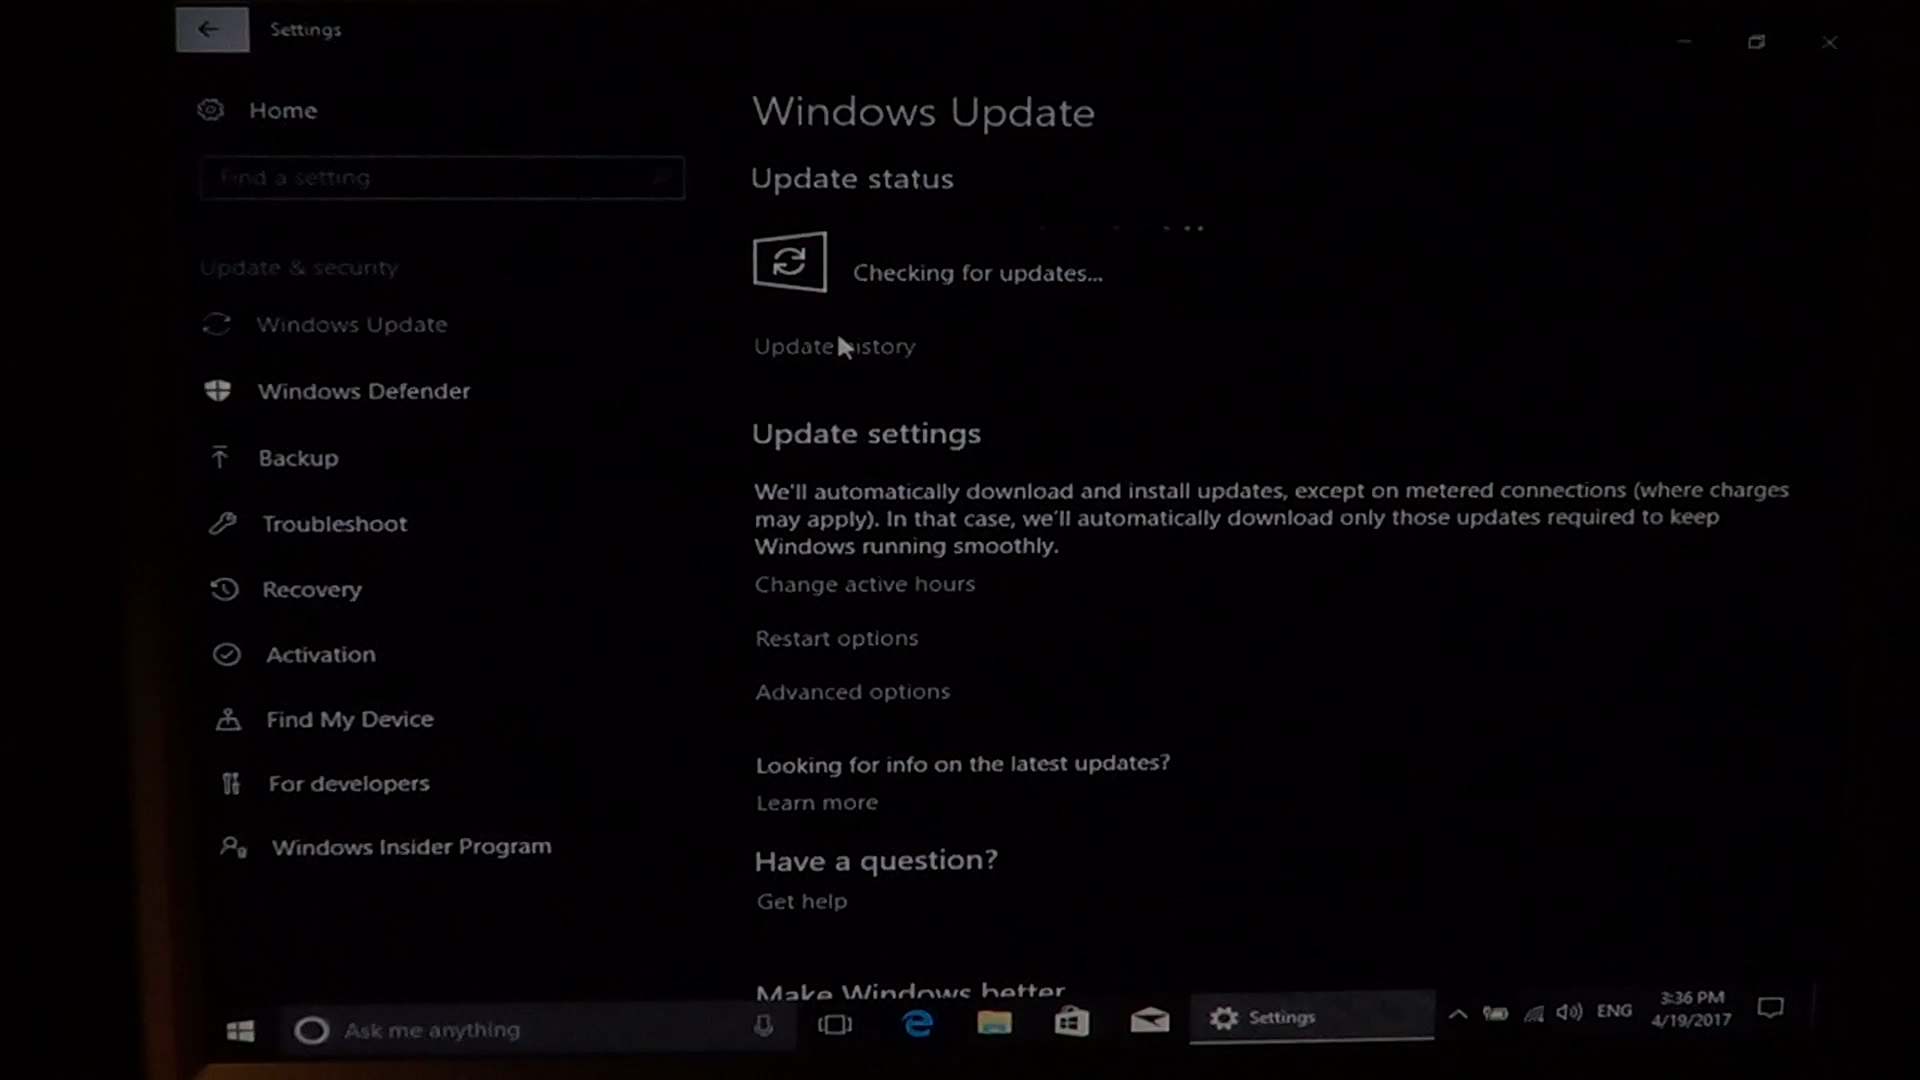 Settings
Home
Find a setting
Update & security
Windows Update
Windows Defender
Backup
Troubleshoot
Recovery
Activation
Find My Device
For developers
Windows Insider Program
Windows Update
Update status
Checking for updates...
Update history
Update settings
We'll automatically download and install updates, except on metered connections (where charges
may apply). In that case, we'll automatically download only those updates required to keep
Windows running smoothly.
Change active hours
Restart options
Advanced options
Looking for info on the latest updates?
Learn more
Have a question?
Get help
Make Windows better
Ask me anything
Settings
ENG
3:36 PM
4/19/2017